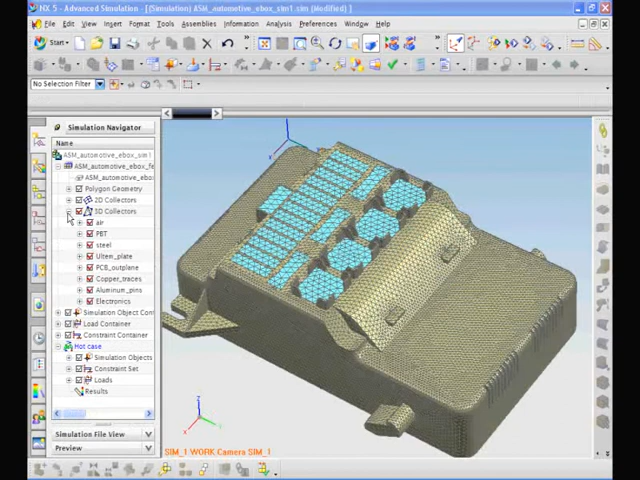 NX 5 - Advanced Simulation - [(Simulation) ASM_automotive_ebox_sim1.sim (Modified) ]
File Edit Insert Format Tools Assemblies Information Analysis Preferences Window Help
Start
No Selection Filter
Simulation Navigator
Name
ASM_automotive_ebox_sim1
ASM_automotive_ebox_fe
ASM_automotive_ebox
Polygon Geometry
2D Collectors
3D Collectors
air
PBT
steel
Ultem_plate
PCB_outplane
Copper_traces
Aluminum_pins
Electronics
Simulation Object Con
Load Container
Constraint Container
Hot case
Simulation Objects
Constraint Set
Loads
Results
Simulation File View
Preview
SIM_1 WORK Camera SIM_1
Z
Y
X